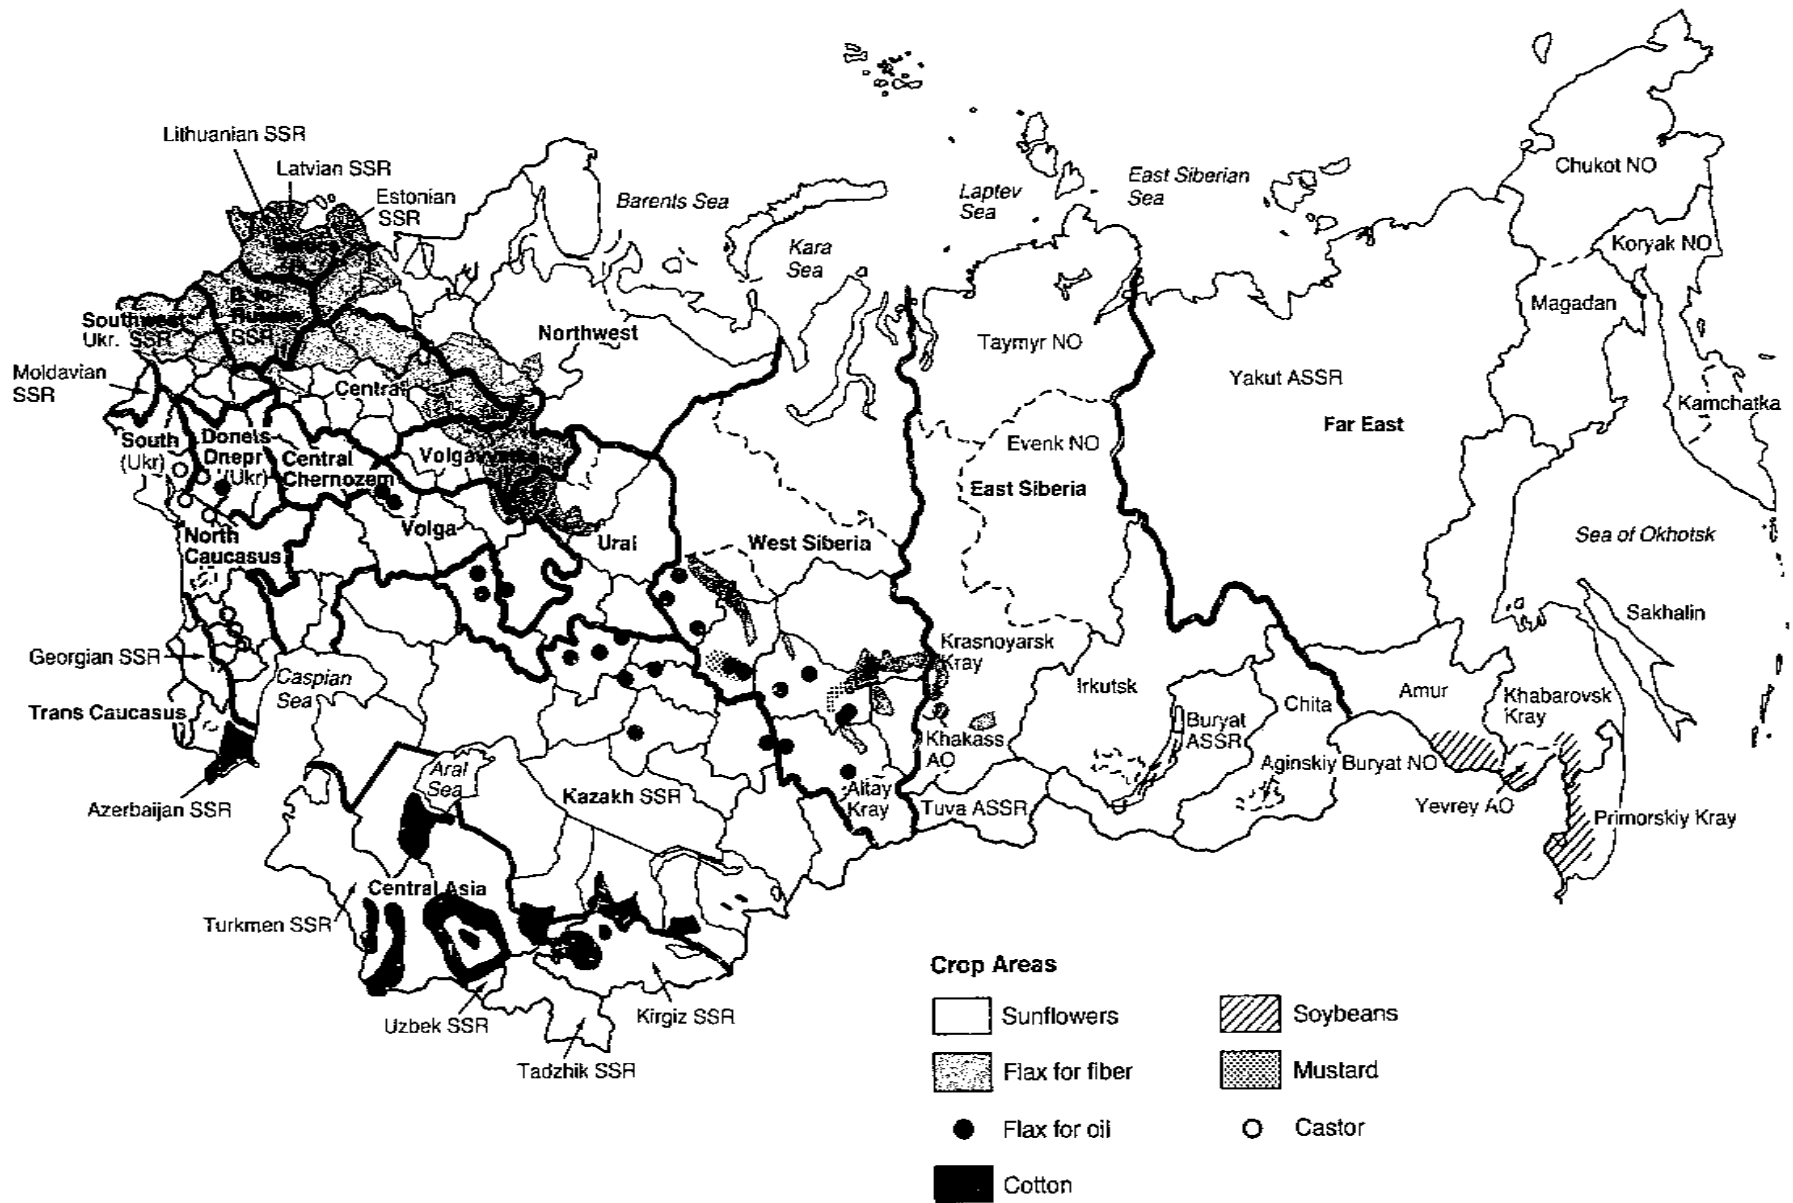 Lithuanian SSR
Latvian SSR
Estonian
SSR
Barents Sea
Kara
Sea
Laptev
Sea
East Siberian
Sea
Chukot NO
Koryak NO
Magadan
Kamchatka
Southwest
Ukr. SSR
SSR
Moldavian
SSR
Northwest
Taymyr NO
Yakut ASSR
Far East
Central
South
(Ukr)
Donets
Dnepr
(Ukr)
Central
Chernozem
Volga
Evenk NO
East Siberia
North
Caucasus
Volga
Ural
West Siberia
Sea of Okhotsk
Sakhalin
Georgian SSR
Caspian
Sea
Krasnoyarsk
Kray
Irkutsk
Chita
Amur
Khabarovsk
Kray
Trans Caucasus
Buryat
ASSR
Khakass
AO
Aginskiy Buryat NO
Aral
Sea
Azerbaijan SSR
Kazakh SSR
Altay
Kray
Tuva ASSR
Yevrey AO
Primorskiy Kray
Central Asia
Turkmen SSR
Uzbek SSR
Kirgiz SSR
Tadzhik SSR
Crop Areas
Sunflowers
Soybeans
Flax for fiber
Mustard
Flax for oil
Castor
Cotton